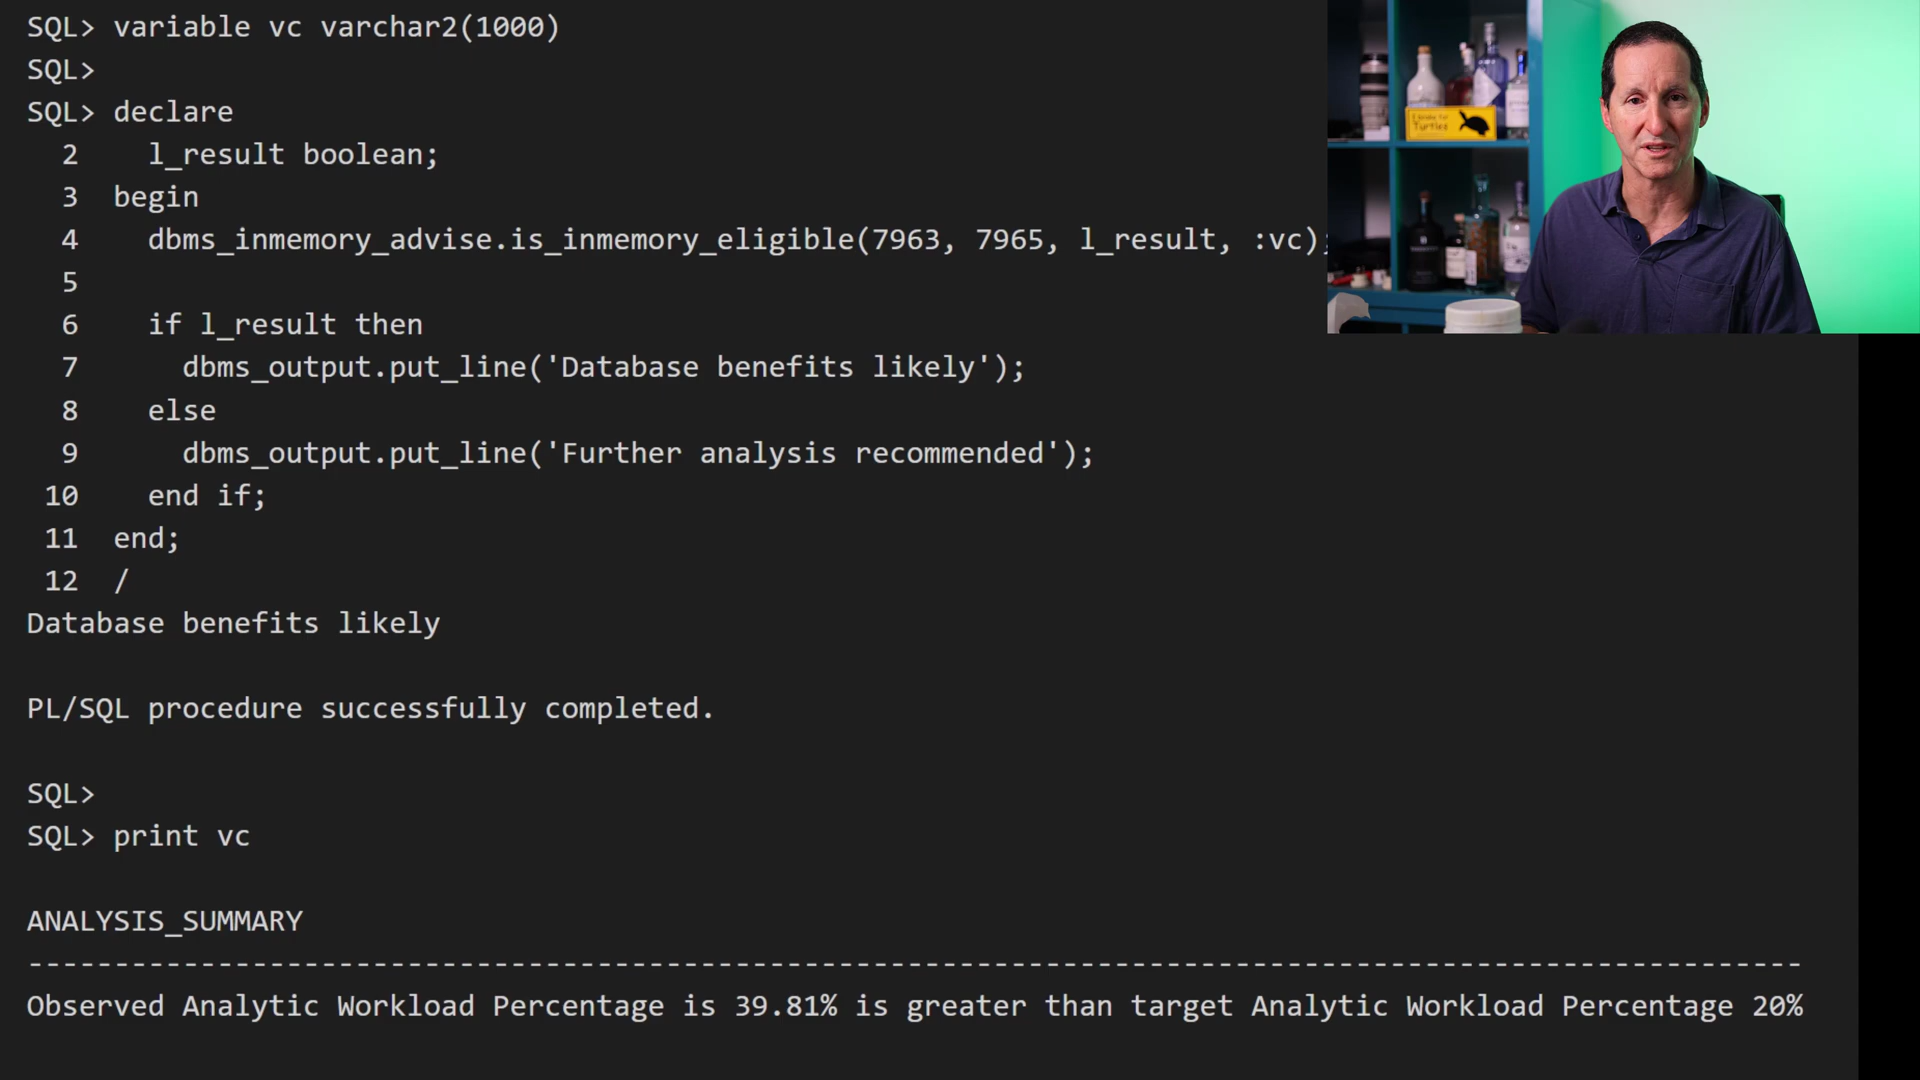 SQL> variable vc varchar2(1000)
SQL>
SQL> declare
2 l_result boolean;
3 begin
4 dbms_inmemory_advise.is_inmemory_eligible(7963, 7965, l_result, :vc);
5
6 if l_result then
7 dbms_output.put_line('Database benefits likely');
8 else
9 dbms_output.put_line('Further analysis recommended');
10 end if;
11 end;
12 /
Database benefits likely
PL/SQL procedure successfully completed.
SQL>
SQL> print vc
ANALYSIS_SUMMARY
-------------------------------------------------------------------------------------------------------
Observed Analytic Workload Percentage is 39.81% is greater than target Analytic Workload Percentage 20%
Turtles